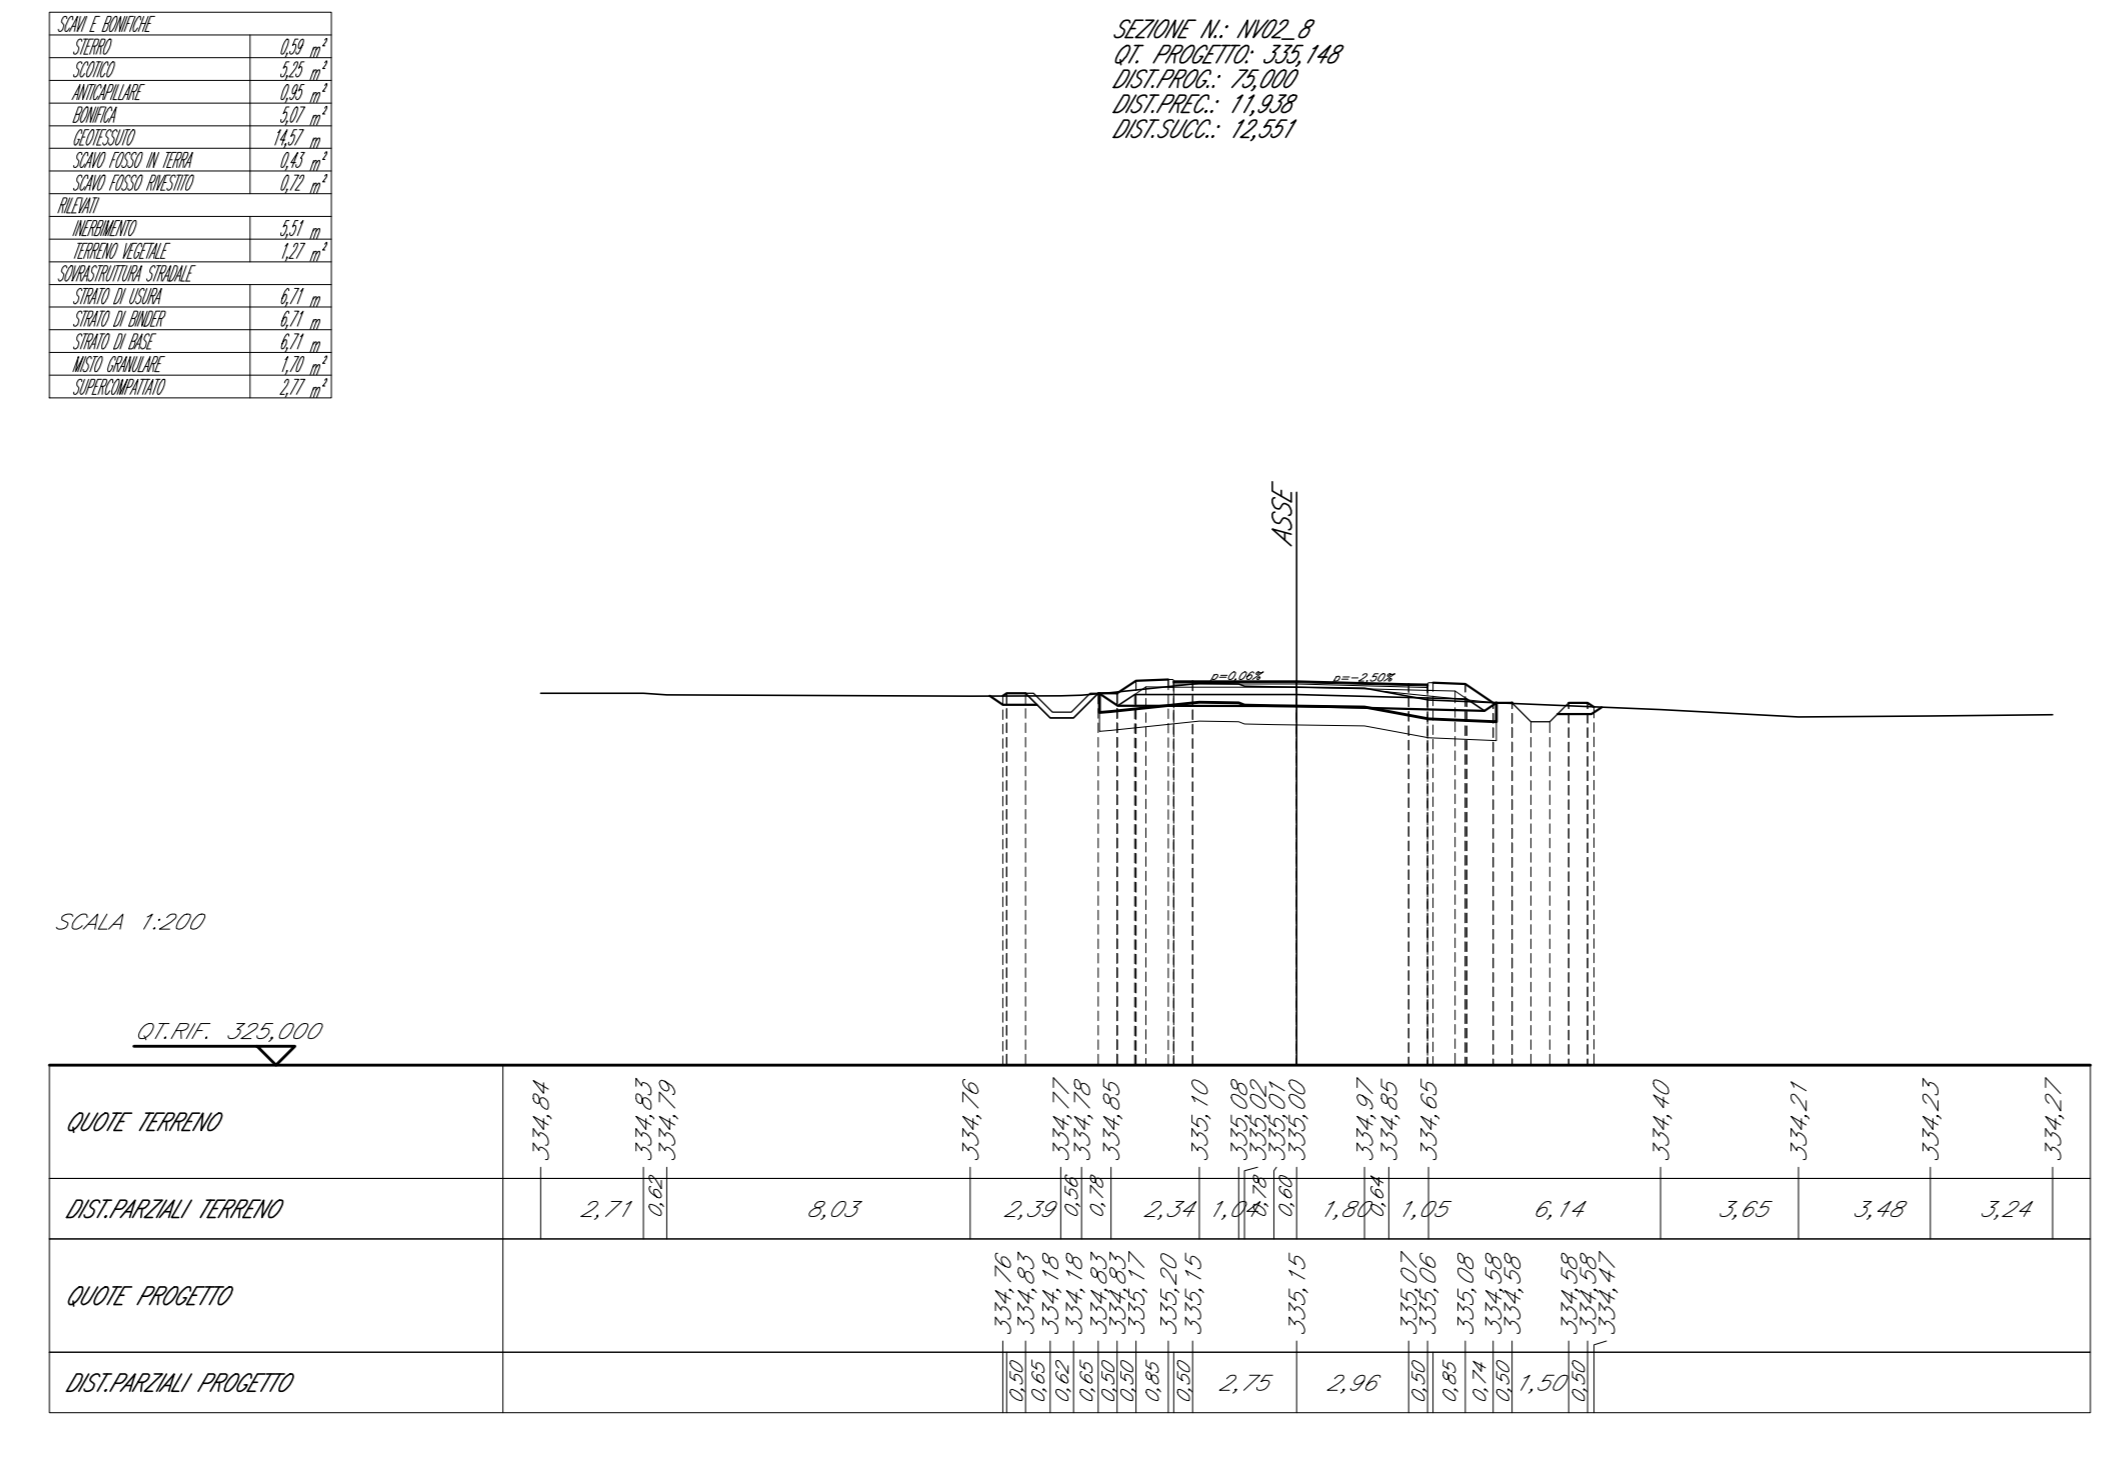 SCAVI E BONIFICHE
STERRO 0,59 m²
SCOTICO 5,25 m²
ANTICAPILLARE 0,95 m²
BONIFICA 5,07 m²
GEOTESSUTO 14,57 m
SCAVO FOSSO IN TERRA 0,43 m²
SCAVO FOSSO RIVESTITO 0,72 m²
RILEVATI
INERBIMENTO 5,51 m
TERRENO VEGETALE 1,27 m²
SOVRASTRUTTURA STRADALE
STRATO DI USURA 6,71 m
STRATO DI BINDER 6,71 m
STRATO DI BASE 6,71 m
MISTO GRANULARE 1,70 m²
SUPERCOMPATTATO 2,77 m²
SEZIONE N.: NV02_8
QT. PROGETTO: 335,148
DIST.PROG.: 75,000
DIST.PREC.: 11,938
DIST.SUCC.: 12,551
ASSE
p=0,06% p=-2,50%
SCALA 1:200
QT.RIF. 325,000
QUOTE TERRENO 334,84 334,83 334,79 334,76 334,77 334,78 334,85 335,10 335,08 335,02 335,01 335,00 334,97 334,85 334,65 334,40 334,21 334,23 334,27
DIST.PARZIALI TERRENO 2,71 0,62 8,03 2,39 0,56 0,78 2,34 1,04 0,78 0,60 1,80 0,64 1,05 6,14 3,65 3,48 3,24
QUOTE PROGETTO 334,76 334,83 334,18 334,18 334,83 334,83 335,17 335,20 335,15 335,15 335,07 335,06 335,08 334,58 334,58 334,58 334,58 334,47
DIST.PARZIALI PROGETTO 0,50 0,65 0,62 0,65 0,50 0,50 0,85 0,50 2,75 2,96 0,50 0,85 0,74 0,50 1,50 0,50